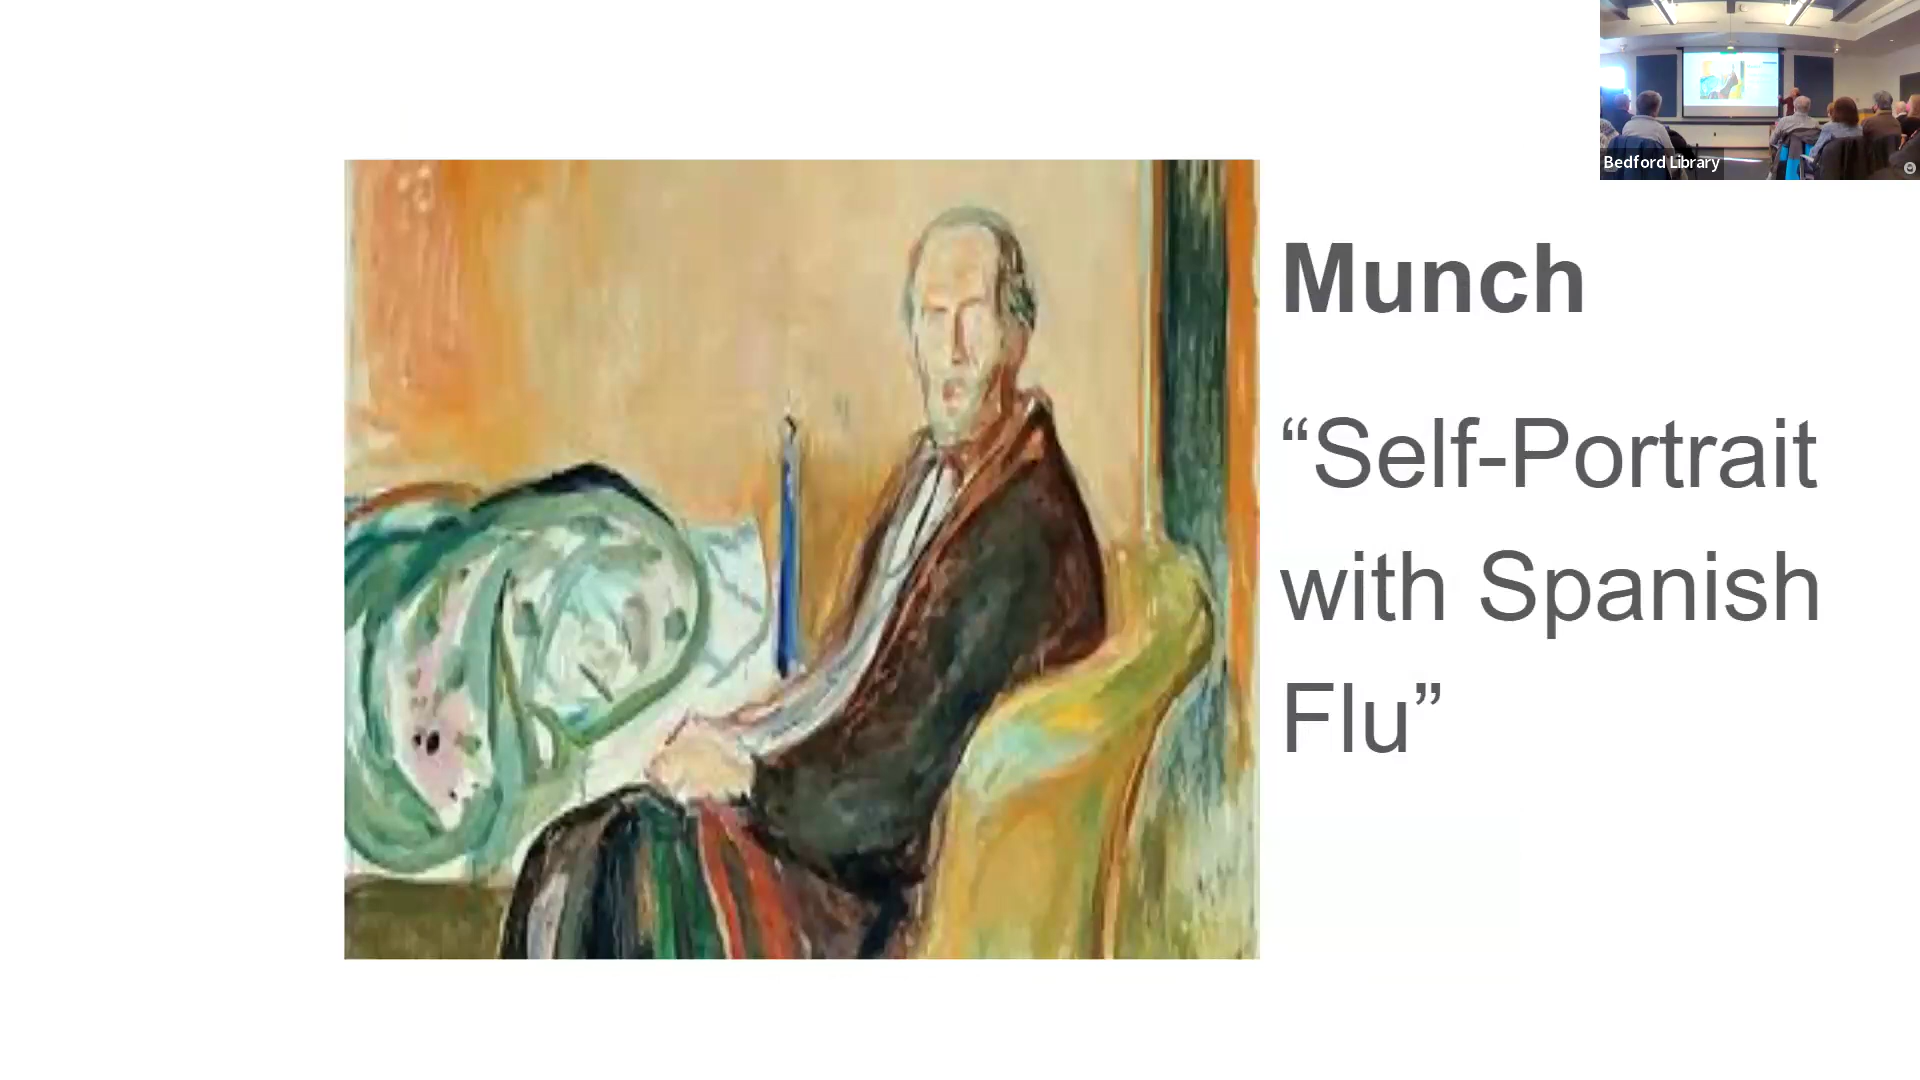 Bedford Library
Munch
“Self-Portrait
with Spanish
Flu”